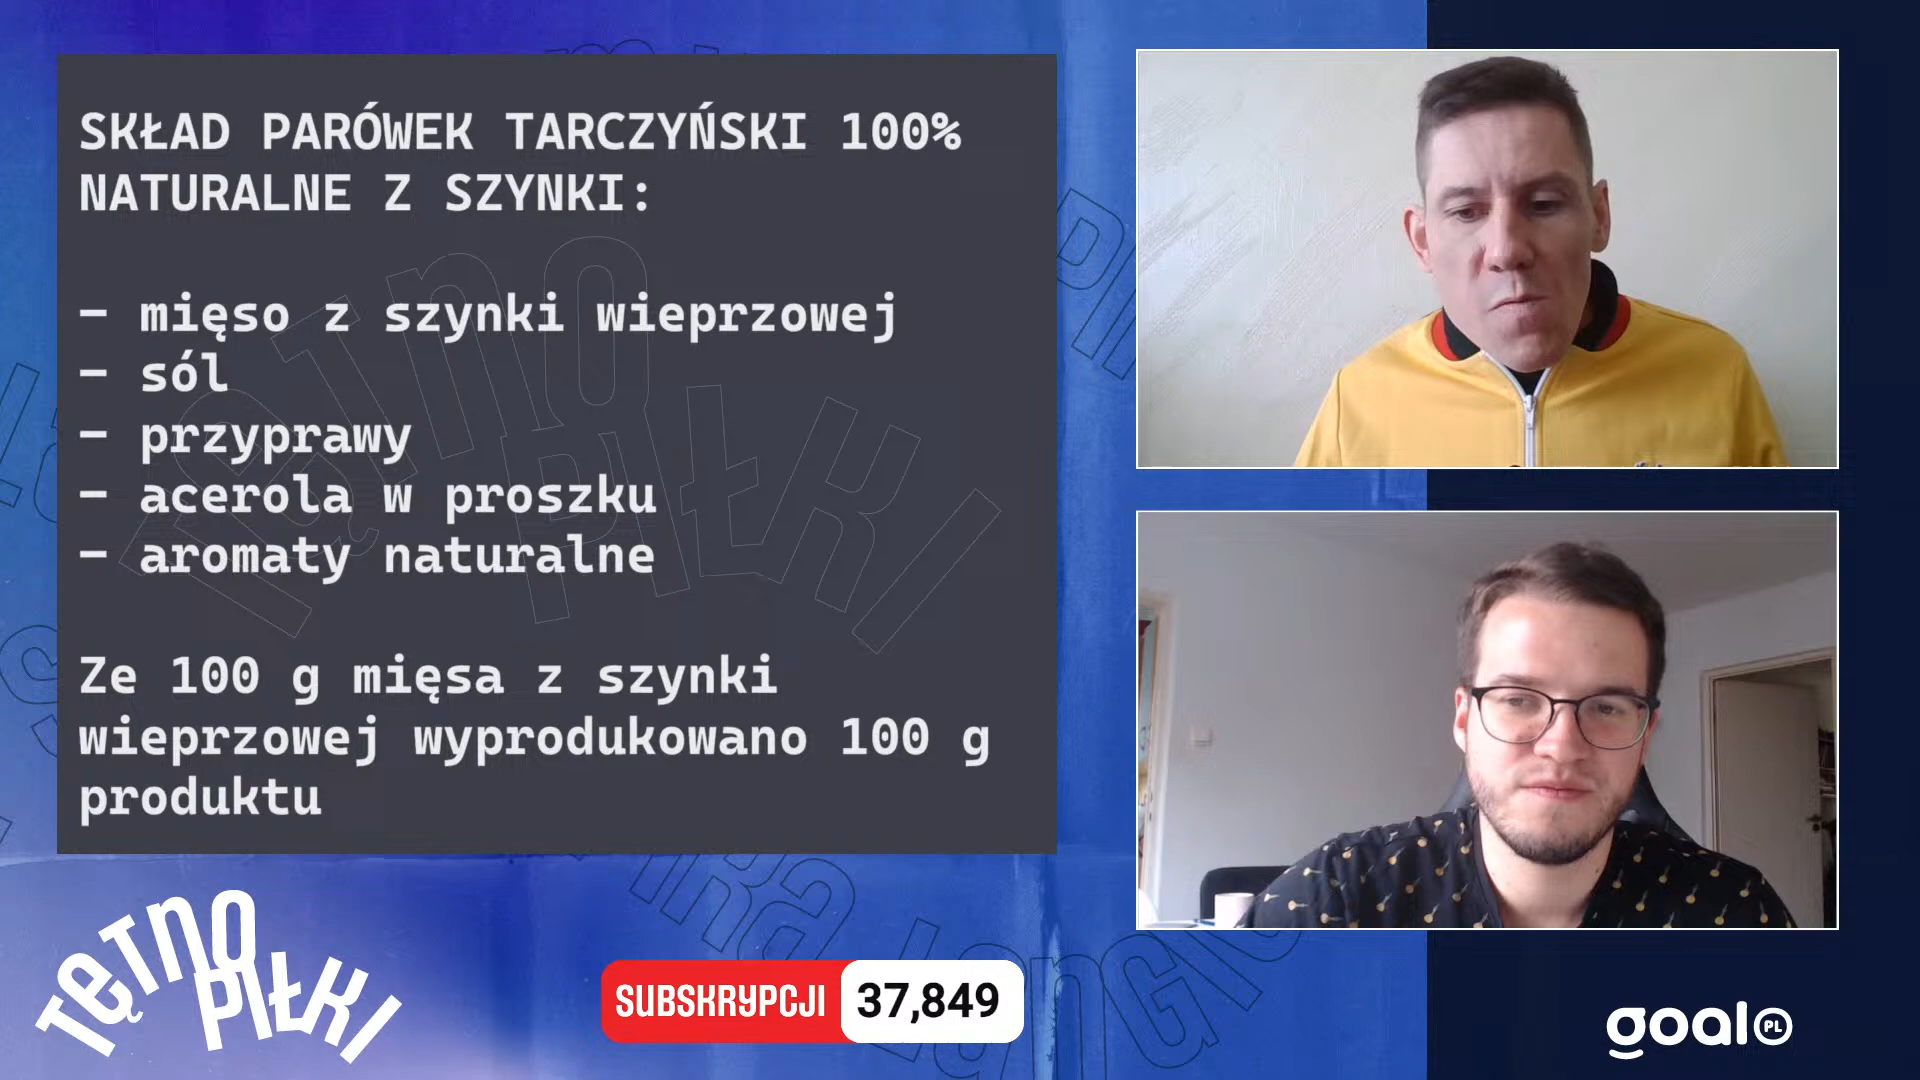 SKŁAD PARÓWEK TARCZYŃSKI 100%
NATURALNE Z SZYNKI:
– mięso z szynki wieprzowej
– sól
– przyprawy
– acerola w proszku
– aromaty naturalne
Ze 100 g mięsa z szynki
wieprzowej wyprodukowano 100 g
produktu
TĘTNO
PIŁKI
SUBSKRYPCJI 37,849
goal PL